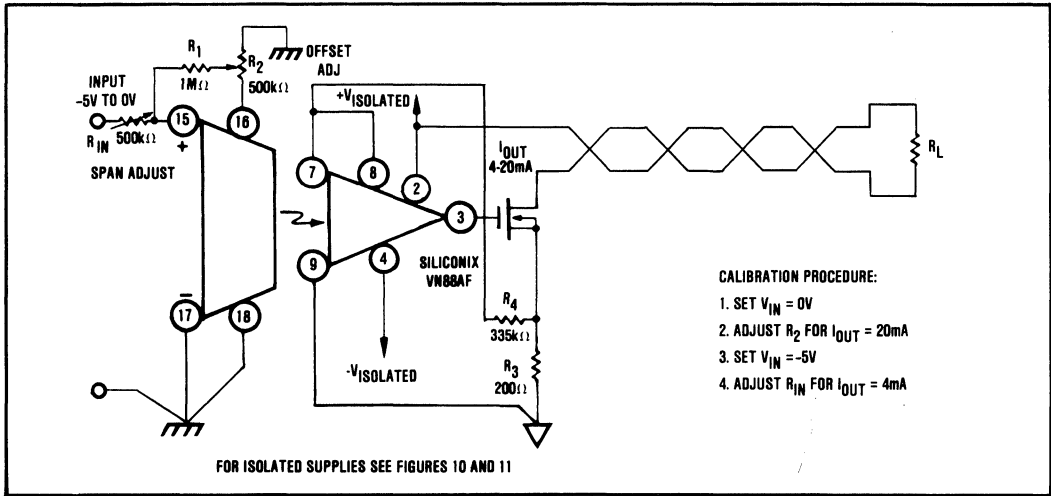 R1
1MΩ
R2
500kΩ
OFFSET
ADJ
INPUT
-5V TO 0V
RIN
500kΩ
SPAN ADJUST
15
+
16
17
−
18
+VISOLATED
7
8
2
3
9
4
-VISOLATED
IOUT
4-20mA
SILICONIX
VN88AF
R4
335kΩ
R3
200Ω
RL
CALIBRATION PROCEDURE:
1. SET VIN = 0V
2. ADJUST R2 FOR IOUT = 20mA
3. SET VIN = -5V
4. ADJUST RIN FOR IOUT = 4mA
FOR ISOLATED SUPPLIES SEE FIGURES 10 AND 11